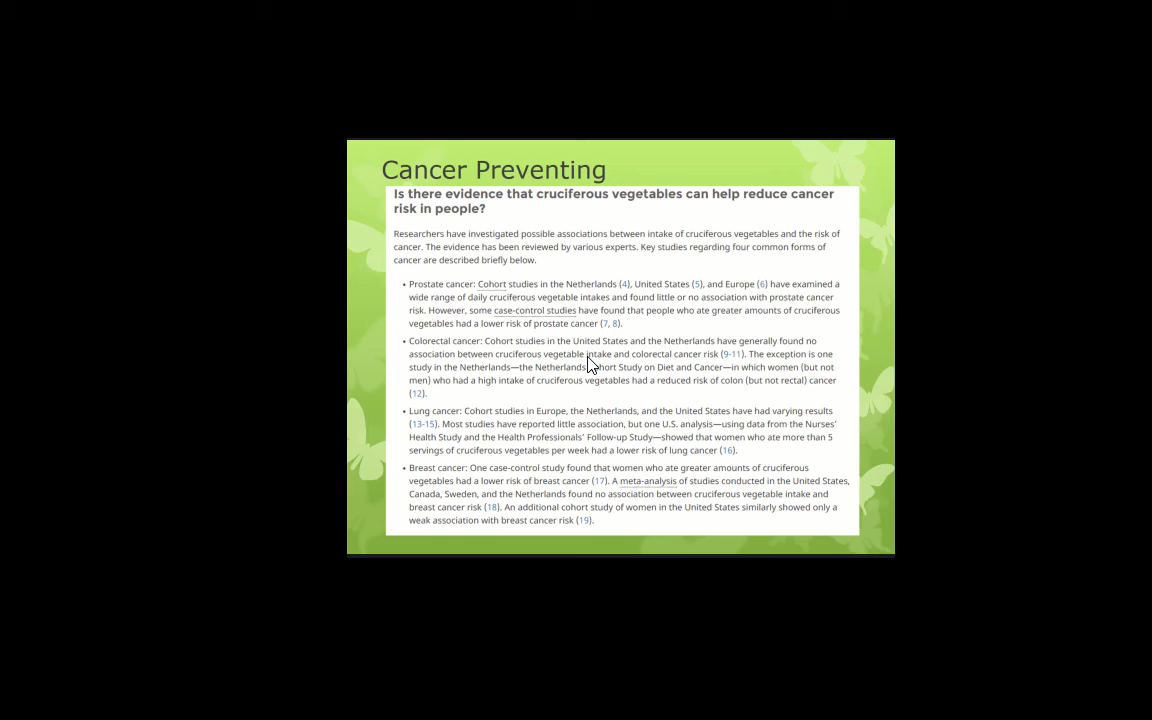 Cancer Preventing
Is there evidence that cruciferous vegetables can help reduce cancer
risk in people?
Researchers have investigated possible associations between intake of cruciferous vegetables and the risk of
cancer. The evidence has been reviewed by various experts. Key studies regarding four common forms of
cancer are described briefly below.
• Prostate cancer: Cohort studies in the Netherlands (4), United States (5), and Europe (6) have examined a
wide range of daily cruciferous vegetable intakes and found little or no association with prostate cancer
risk. However, some case-control studies have found that people who ate greater amounts of cruciferous
vegetables had a lower risk of prostate cancer (7, 8).
• Colorectal cancer: Cohort studies in the United States and the Netherlands have generally found no
association between cruciferous vegetable intake and colorectal cancer risk (9-11). The exception is one
study in the Netherlands—the Netherlands Cohort Study on Diet and Cancer—in which women (but not
men) who had a high intake of cruciferous vegetables had a reduced risk of colon (but not rectal) cancer
(12).
• Lung cancer: Cohort studies in Europe, the Netherlands, and the United States have had varying results
(13-15). Most studies have reported little association, but one U.S. analysis—using data from the Nurses'
Health Study and the Health Professionals' Follow-up Study—showed that women who ate more than 5
servings of cruciferous vegetables per week had a lower risk of lung cancer (16).
• Breast cancer: One case-control study found that women who ate greater amounts of cruciferous
vegetables had a lower risk of breast cancer (17). A meta-analysis of studies conducted in the United States,
Canada, Sweden, and the Netherlands found no association between cruciferous vegetable intake and
breast cancer risk (18). An additional cohort study of women in the United States similarly showed only a
weak association with breast cancer risk (19).